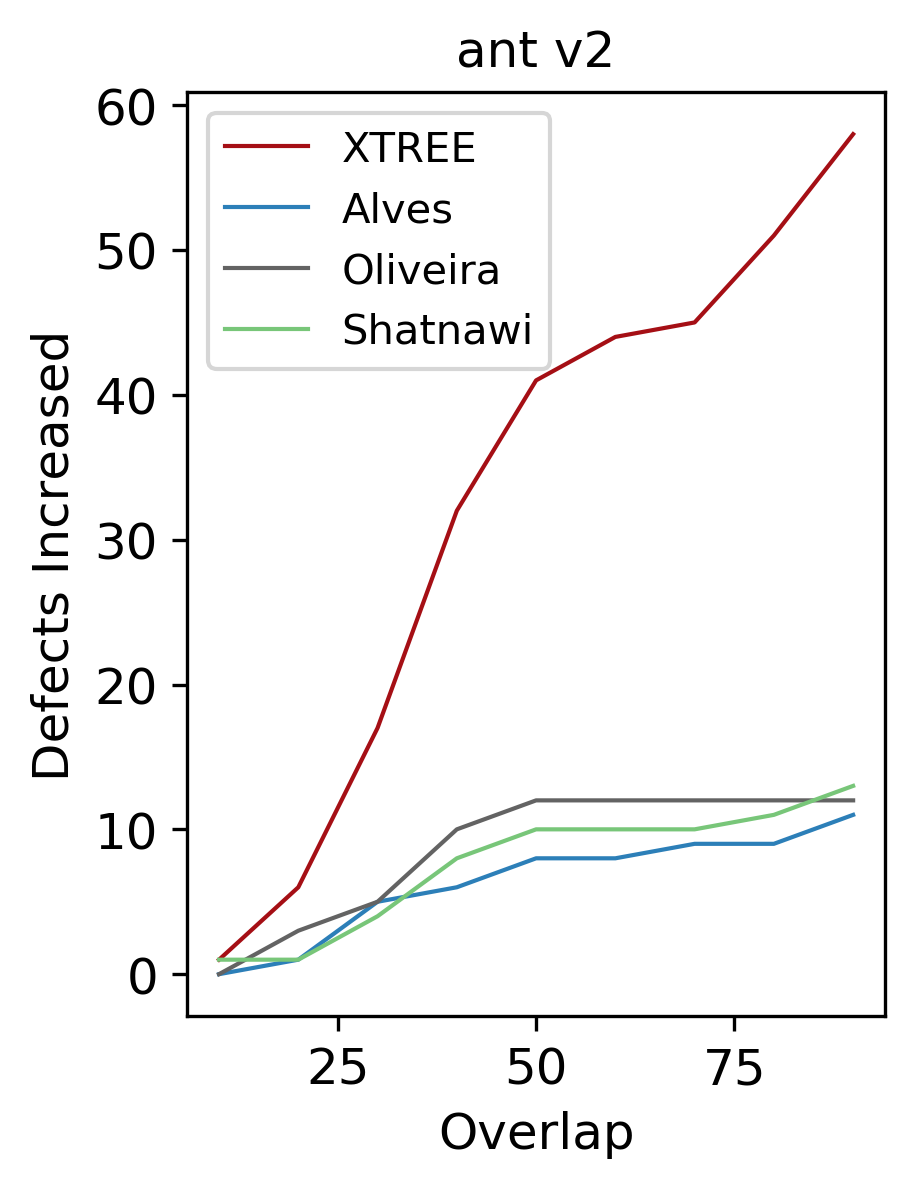 ant v2
60
50
40
30
20
10
0
Defects Increased
XTREE
Alves
Oliveira
Shatnawi
25 50 75
Overlap